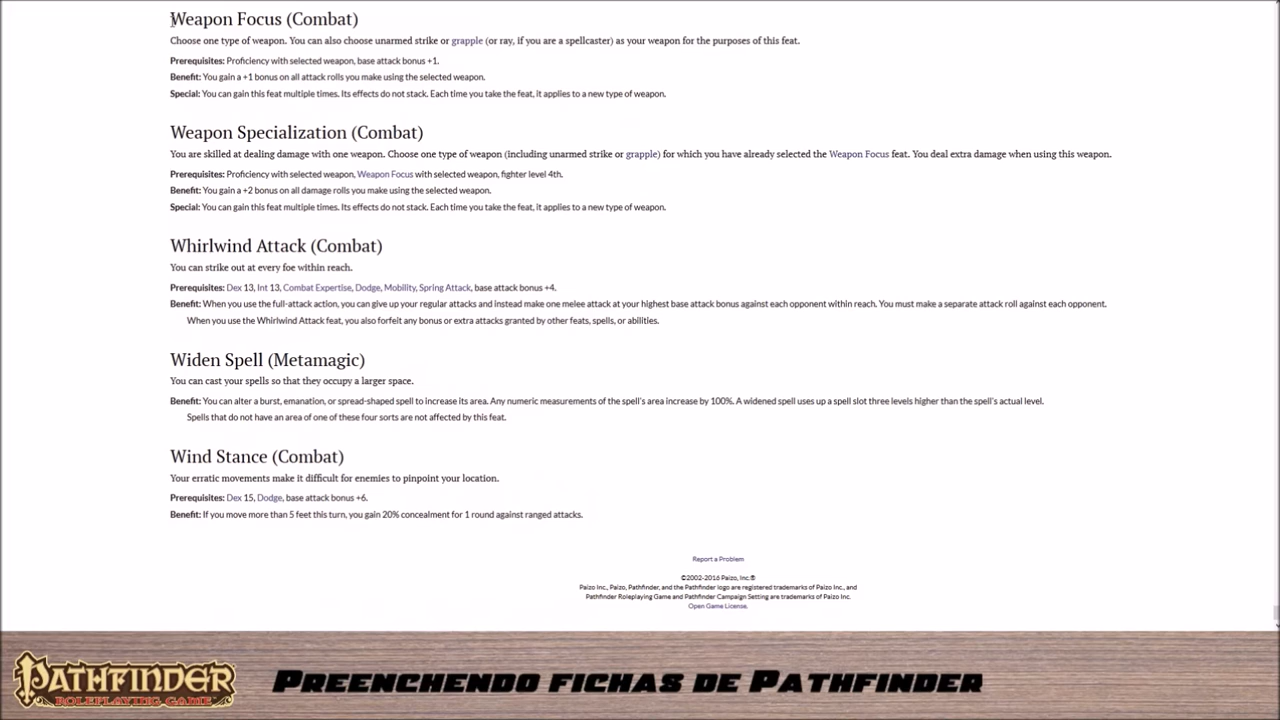 Weapon Focus (Combat)
Choose one type of weapon. You can also choose unarmed strike or grapple (or ray, if you are a spellcaster) as your weapon for the purposes of this feat.
Prerequisites: Proficiency with selected weapon, base attack bonus +1.
Benefit: You gain a +1 bonus on all attack rolls you make using the selected weapon.
Special: You can gain this feat multiple times. Its effects do not stack. Each time you take the feat, it applies to a new type of weapon.
Weapon Specialization (Combat)
You are skilled at dealing damage with one weapon. Choose one type of weapon (including unarmed strike or grapple) for which you have already selected the Weapon Focus feat. You deal extra damage when using this weapon.
Prerequisites: Proficiency with selected weapon, Weapon Focus with selected weapon, fighter level 4th.
Benefit: You gain a +2 bonus on all damage rolls you make using the selected weapon.
Special: You can gain this feat multiple times. Its effects do not stack. Each time you take the feat, it applies to a new type of weapon.
Whirlwind Attack (Combat)
You can strike out at every foe within reach.
Prerequisites: Dex 13, Int 13, Combat Expertise, Dodge, Mobility, Spring Attack, base attack bonus +4.
Benefit: When you use the full-attack action, you can give up your regular attacks and instead make one melee attack at your highest base attack bonus against each opponent within reach. You must make a separate attack roll against each opponent.
When you use the Whirlwind Attack feat, you also forfeit any bonus or extra attacks granted by other feats, spells, or abilities.
Widen Spell (Metamagic)
You can cast your spells so that they occupy a larger space.
Benefit: You can alter a burst, emanation, or spread-shaped spell to increase its area. Any numeric measurements of the spell's area increase by 100%. A widened spell uses up a spell slot three levels higher than the spell's actual level.
Spells that do not have an area of one of these four sorts are not affected by this feat.
Wind Stance (Combat)
Your erratic movements make it difficult for enemies to pinpoint your location.
Prerequisites: Dex 15, Dodge, base attack bonus +6.
Benefit: If you move more than 5 feet this turn, you gain 20% concealment for 1 round against ranged attacks.
Report a Problem
©2002-2016 Paizo, Inc.®
Paizo Inc., Paizo, Pathfinder, and the Pathfinder logo are registered trademarks of Paizo Inc., and
Pathfinder Roleplaying Game and Pathfinder Campaign Setting are trademarks of Paizo Inc.
Open Game License.
PATHFINDER
ROLEPLAYING GAME
PREENCHENDO FICHAS DE PATHFINDER